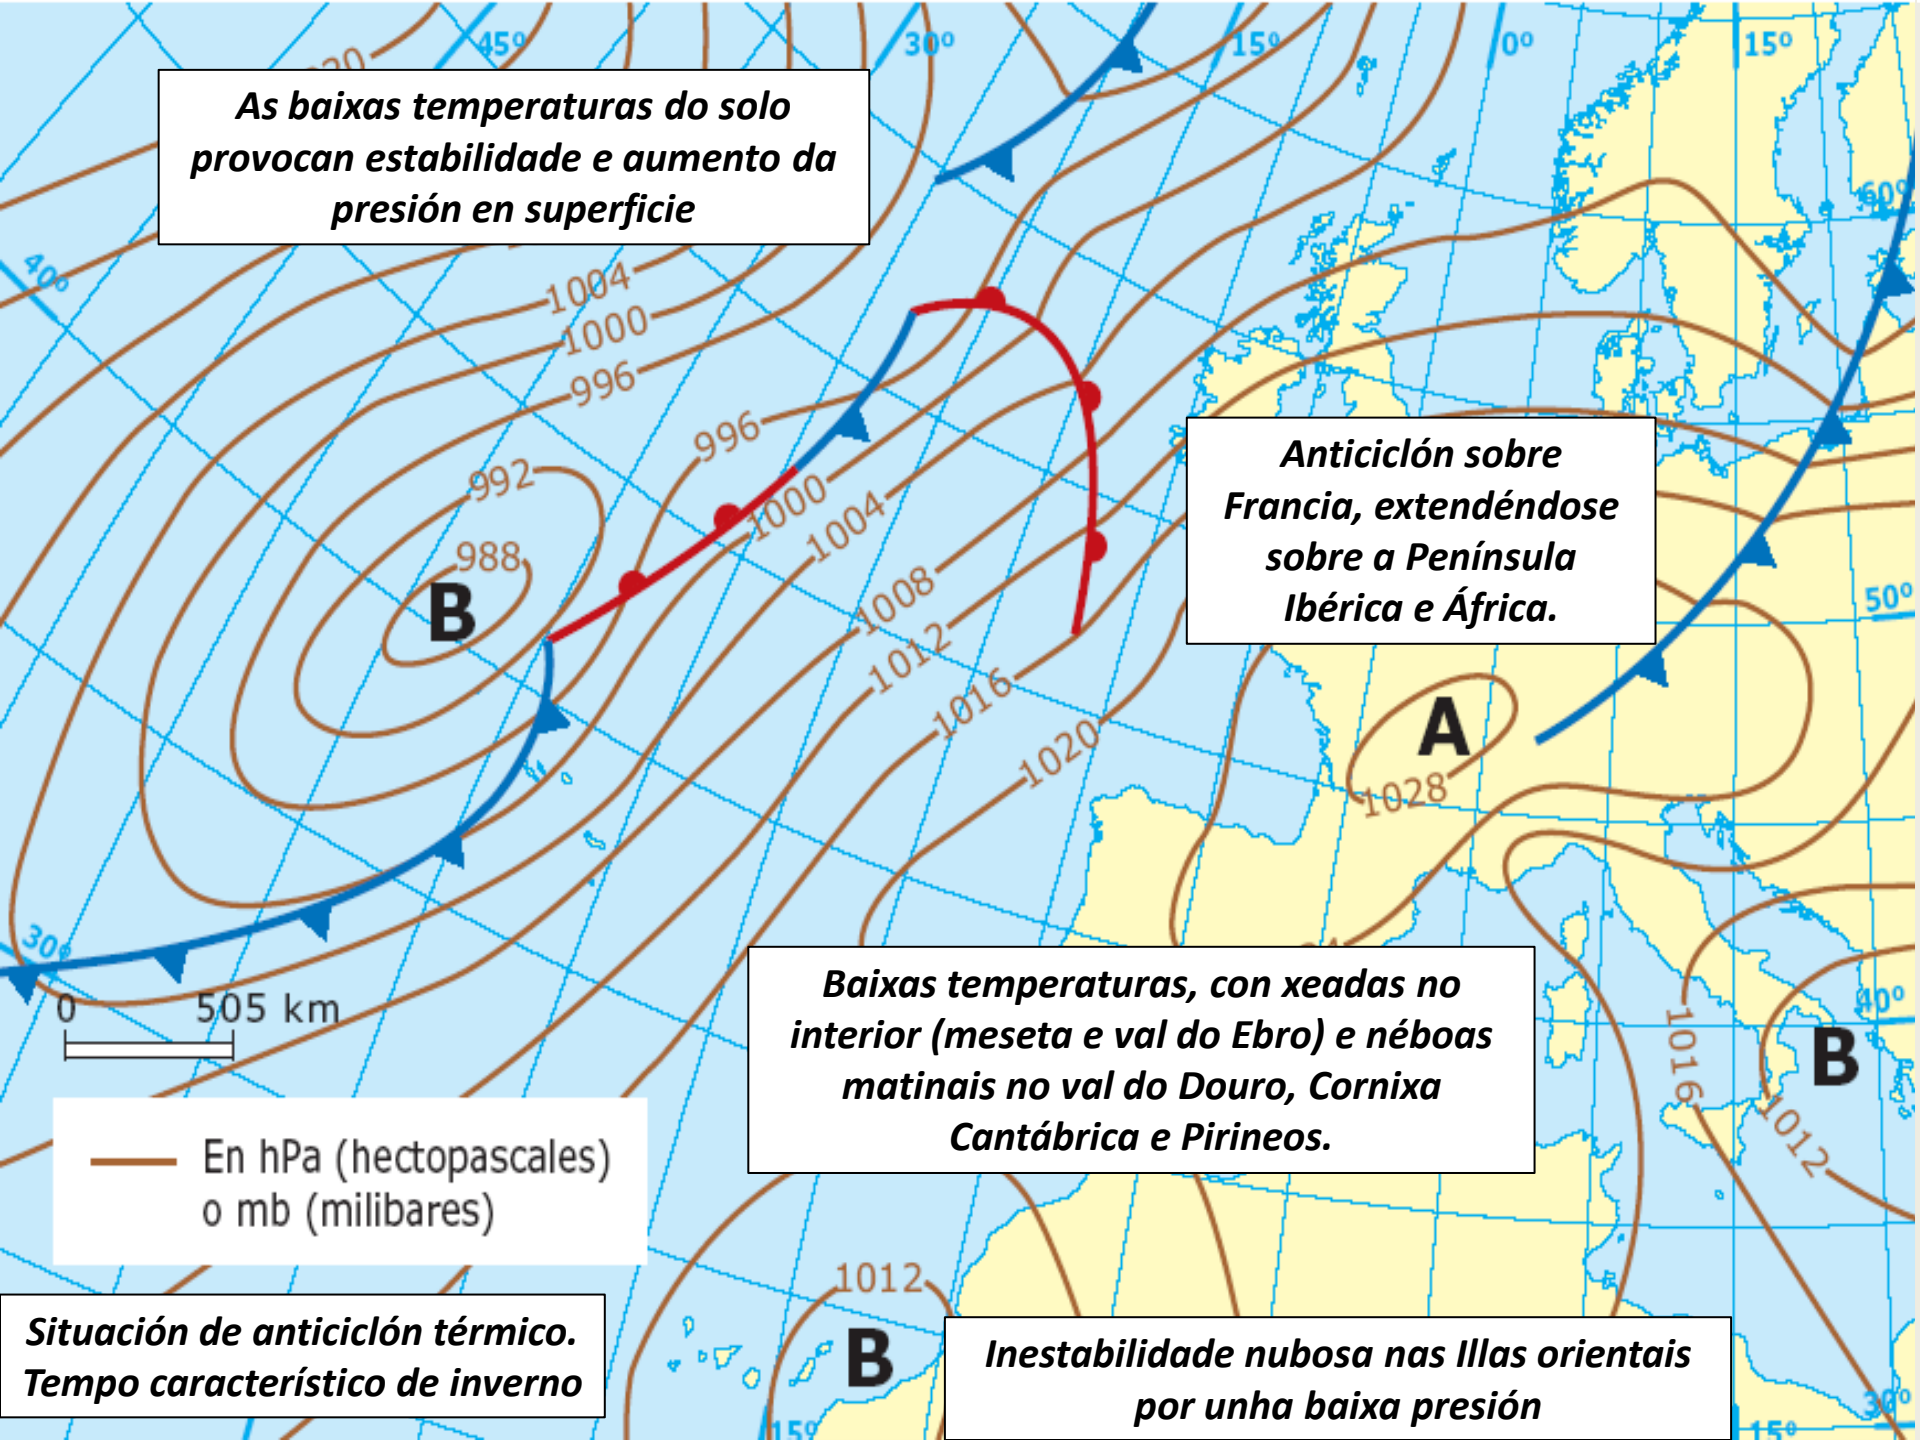 45º
30º
15º
0º
15º
As baixas temperaturas do solo
provocan estabilidade e aumento da
presión en superficie
60º
40º
1004
1000
996
996
992
988
B
1000
1004
1008
1012
1016
1020
Anticiclón sobre
Francia, extendéndose
sobre a Península
Ibérica e África.
50º
A
1028
30º
0 505 km
Baixas temperaturas, con xeadas no
interior (meseta e val do Ebro) e néboas
matinais no val do Douro, Cornixa
Cantábrica e Pirineos.
40º
1016
B
1012
En hPa (hectopascales)
o mb (milibares)
1012
B
Situación de anticiclón térmico.
Tempo característico de inverno
Inestabilidade nubosa nas Illas orientais
por unha baixa presión
30º
15º
15º